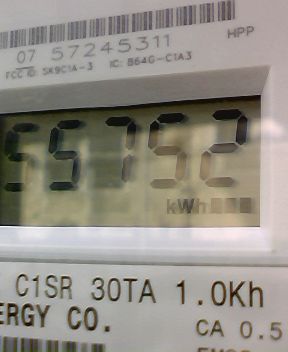 07 57245311
HPP
FCC ID: SK9C1A-3 IC: 864G-C1A3
55752
kWh
C1SR 30TA 1.0Kh
ERGY CO.
CA 0.5